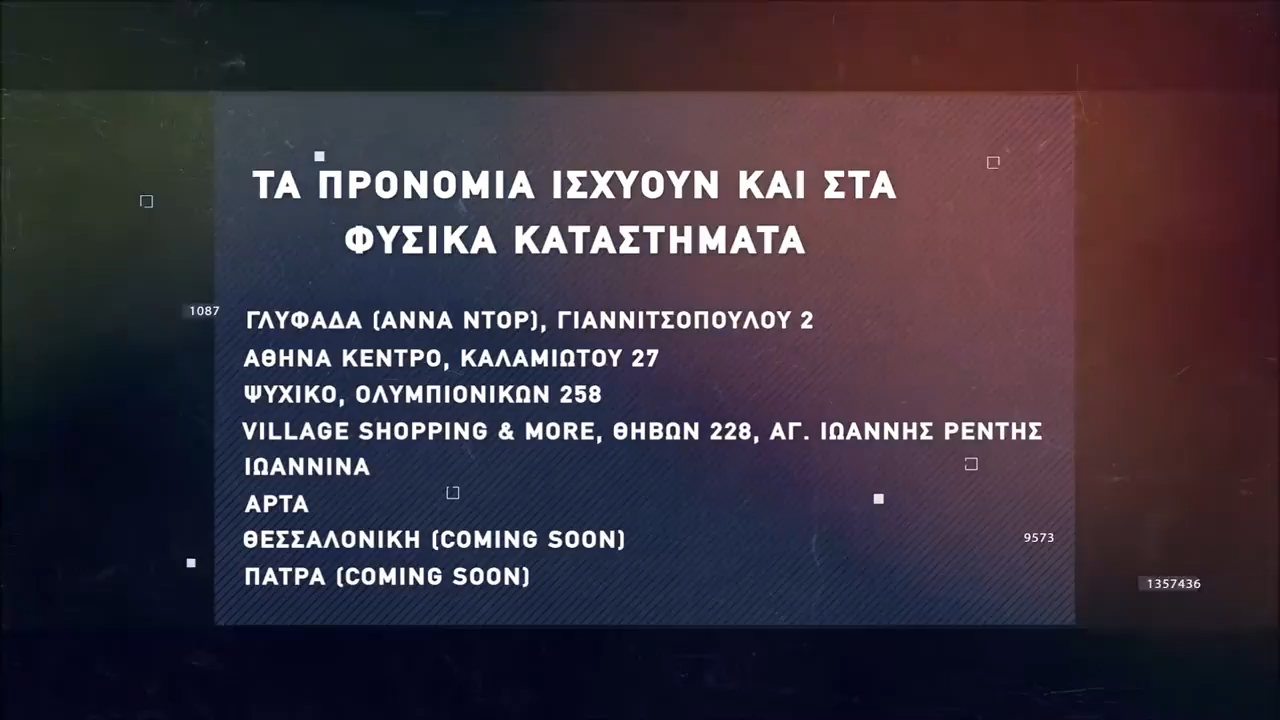 ΤΑ ΠΡΟΝΟΜΙΑ ΙΣΧΥΟΥΝ ΚΑΙ ΣΤΑ
ΦΥΣΙΚΑ ΚΑΤΑΣΤΗΜΑΤΑ
1087
ΓΛΥΦΑΔΑ (ΑΝΝΑ ΝΤΟΡ), ΓΙΑΝΝΙΤΣΟΠΟΥΛΟΥ 2
ΑΘΗΝΑ ΚΕΝΤΡΟ, ΚΑΛΑΜΙΩΤΟΥ 27
ΨΥΧΙΚΟ, ΟΛΥΜΠΙΟΝΙΚΩΝ 258
VILLAGE SHOPPING & MORE, ΘΗΒΩΝ 228, ΑΓ. ΙΩΑΝΝΗΣ ΡΕΝΤΗΣ
ΙΩΑΝΝΙΝΑ
ΑΡΤΑ
ΘΕΣΣΑΛΟΝΙΚΗ (COMING SOON)
9573
ΠΑΤΡΑ (COMING SOON)
1357436